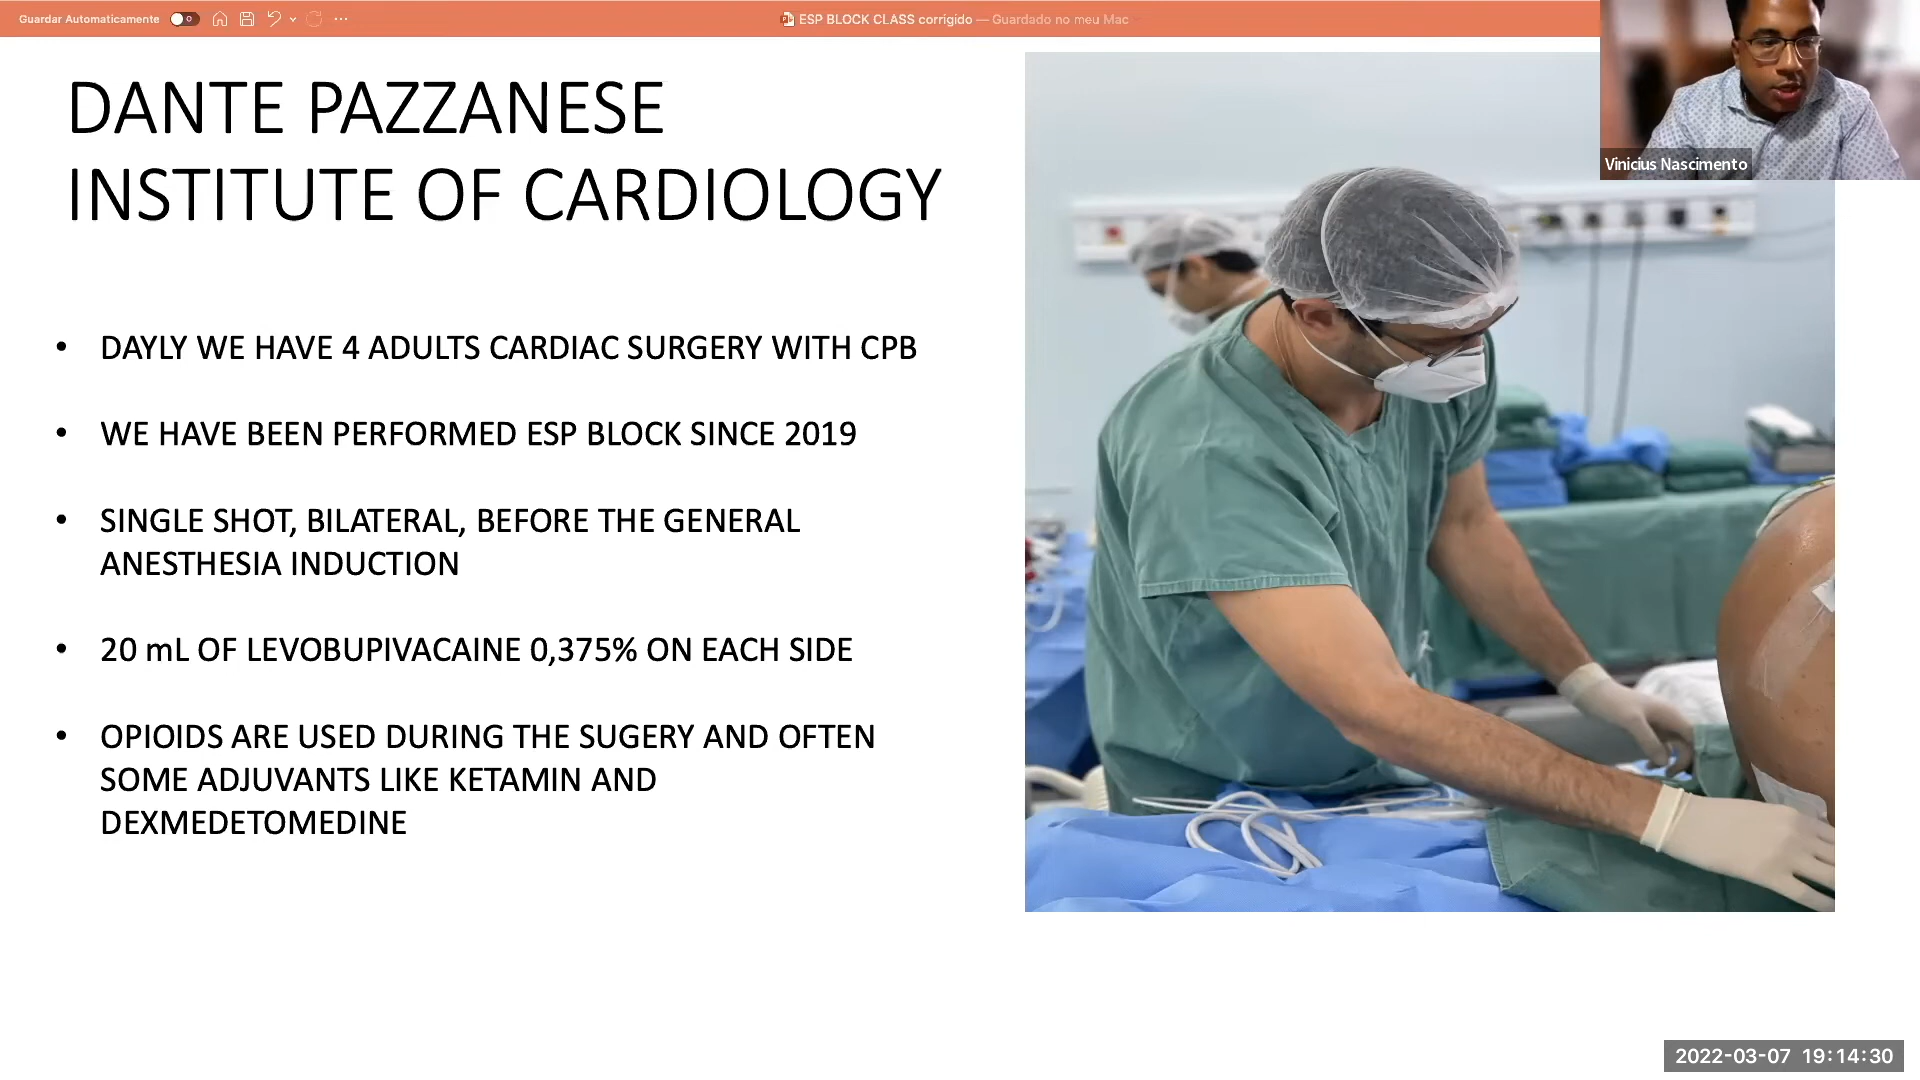 Guardar Automaticamente
ESP BLOCK CLASS corrigido — Guardado no meu Mac
Vinicius Nascimento
DANTE PAZZANESE
INSTITUTE OF CARDIOLOGY
• DAYLY WE HAVE 4 ADULTS CARDIAC SURGERY WITH CPB
• WE HAVE BEEN PERFORMED ESP BLOCK SINCE 2019
• SINGLE SHOT, BILATERAL, BEFORE THE GENERAL
ANESTHESIA INDUCTION
• 20 mL OF LEVOBUPIVACAINE 0,375% ON EACH SIDE
• OPIOIDS ARE USED DURING THE SUGERY AND OFTEN
SOME ADJUVANTS LIKE KETAMIN AND
DEXMEDETOMEDINE
2022-03-07 19:14:30